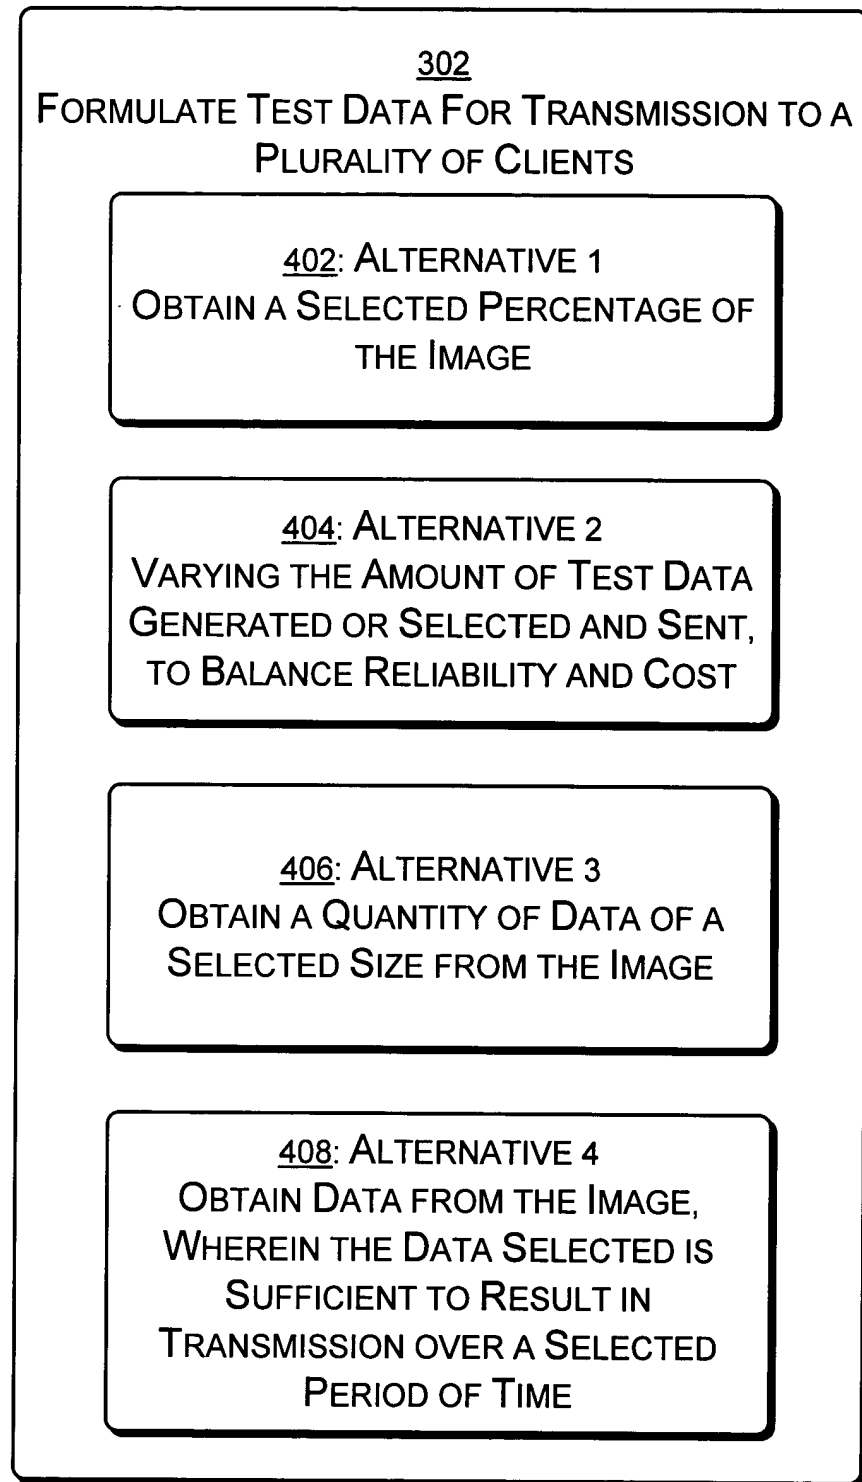 302
FORMULATE TEST DATA FOR TRANSMISSION TO A
PLURALITY OF CLIENTS
402: ALTERNATIVE 1
OBTAIN A SELECTED PERCENTAGE OF
THE IMAGE
404: ALTERNATIVE 2
VARYING THE AMOUNT OF TEST DATA
GENERATED OR SELECTED AND SENT,
TO BALANCE RELIABILITY AND COST
406: ALTERNATIVE 3
OBTAIN A QUANTITY OF DATA OF A
SELECTED SIZE FROM THE IMAGE
408: ALTERNATIVE 4
OBTAIN DATA FROM THE IMAGE,
WHEREIN THE DATA SELECTED IS
SUFFICIENT TO RESULT IN
TRANSMISSION OVER A SELECTED
PERIOD OF TIME